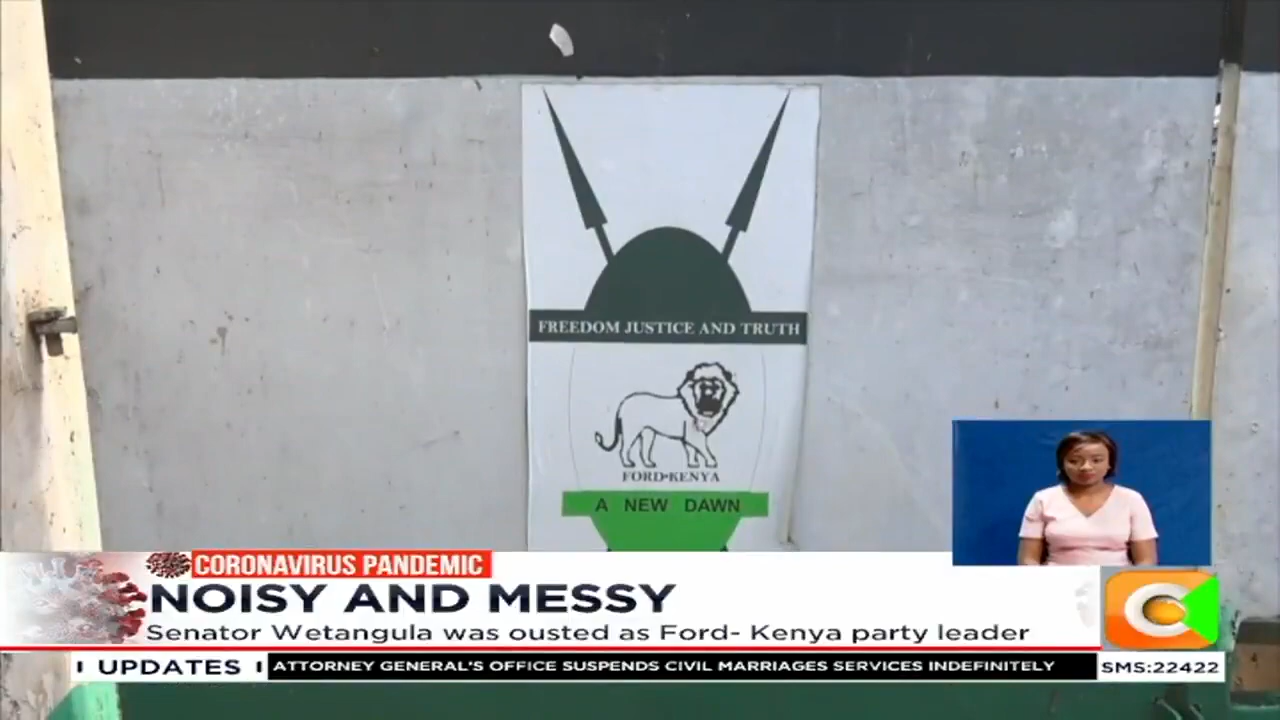 FREEDOM JUSTICE AND TRUTH
FORD-KENYA
A NEW DAWN
CORONAVIRUS PANDEMIC
NOISY AND MESSY
Senator Wetangula was ousted as Ford- Kenya party leader
UPDATES
ATTORNEY GENERAL'S OFFICE SUSPENDS CIVIL MARRIAGES SERVICES INDEFINITELY
SMS:22422